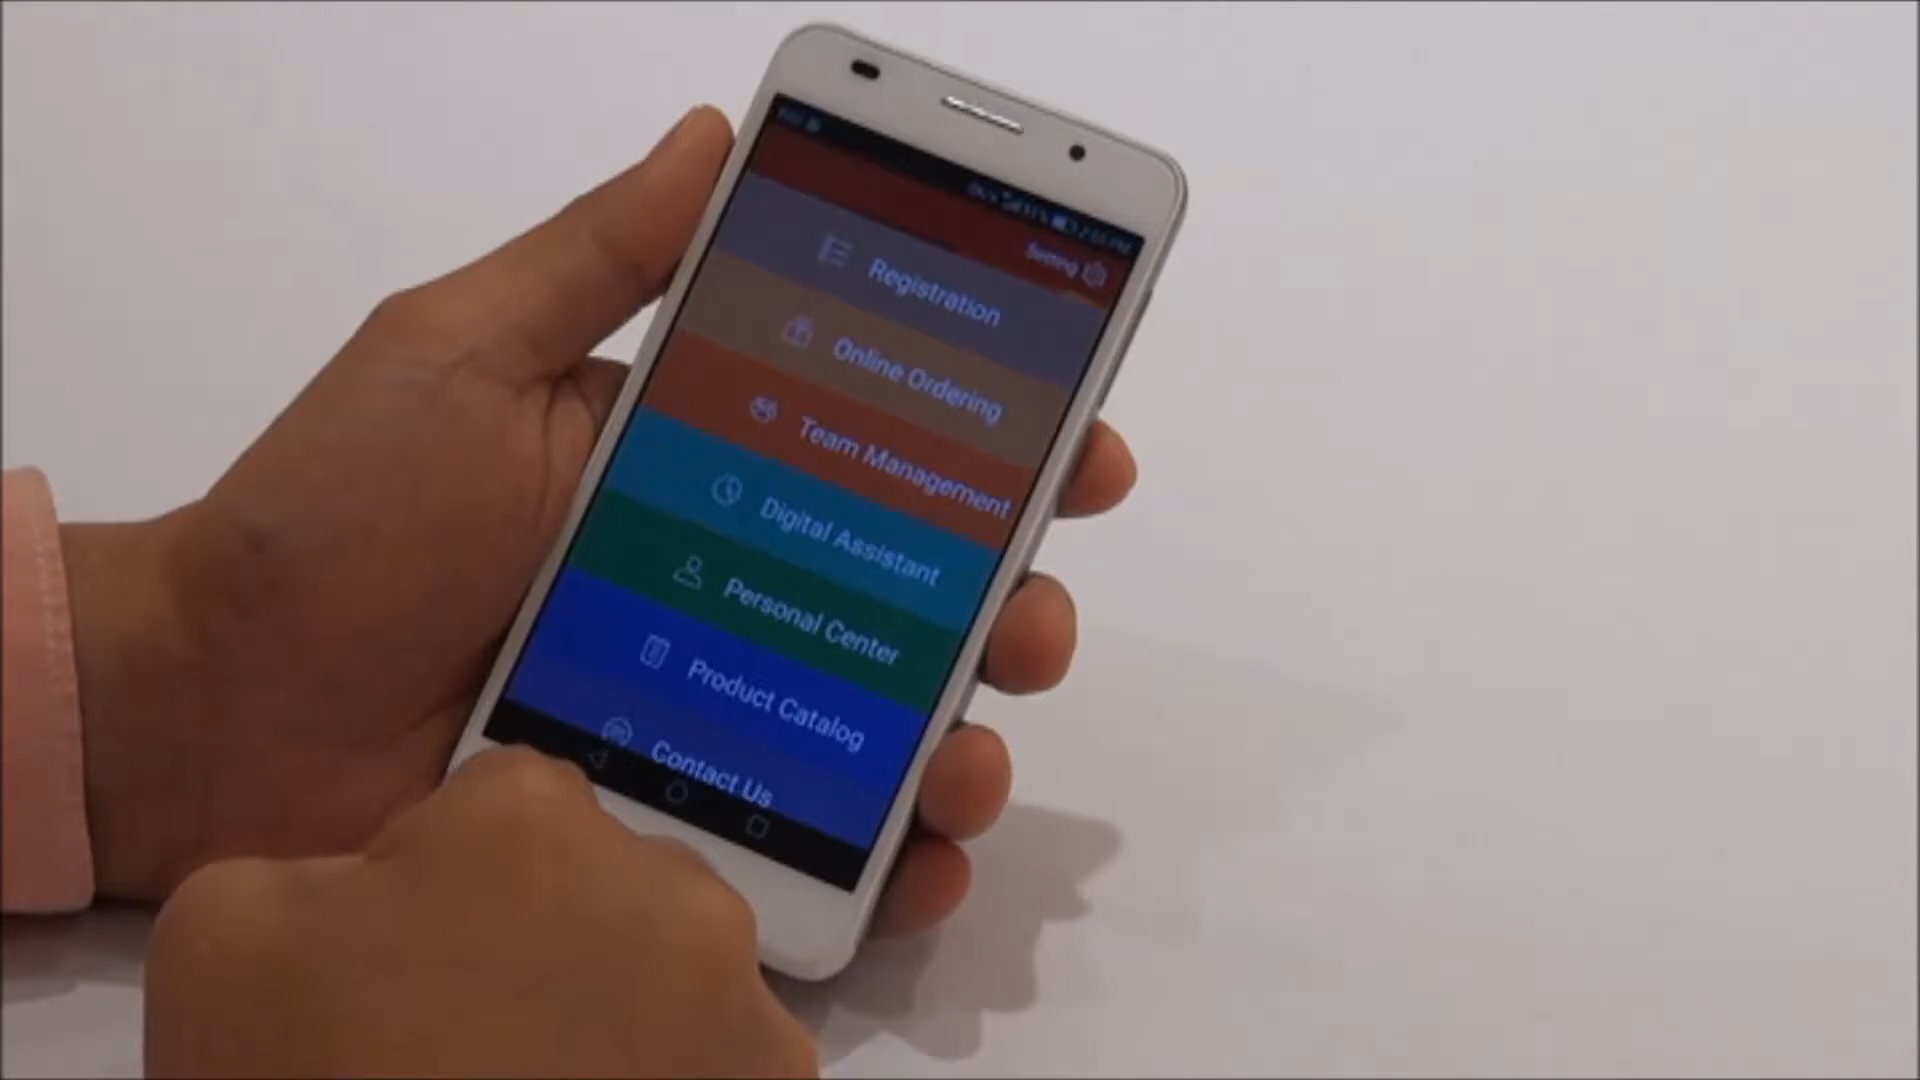 Setting
Registration
Online Ordering
Team Management
Digital Assistant
Personal Center
Product Catalog
Contact Us